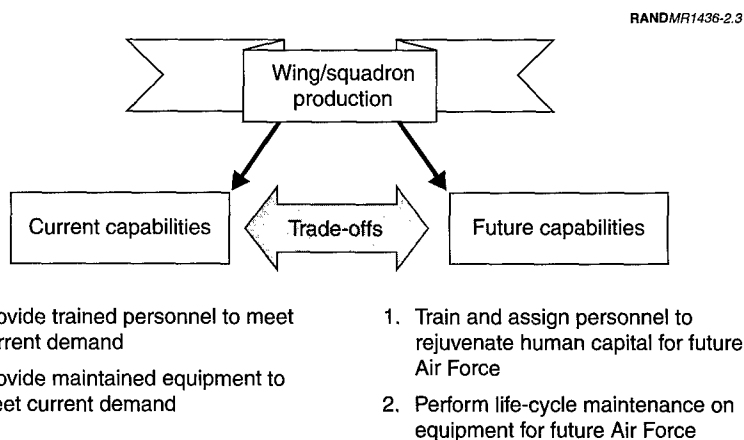 RANDMR1436-2.3
Wing/squadron
production
Current capabilities
Trade-offs
Future capabilities
ovide trained personnel to meet
rrent demand
ovide maintained equipment to
eet current demand
1. Train and assign personnel to
rejuvenate human capital for future
Air Force
2. Perform life-cycle maintenance on
equipment for future Air Force